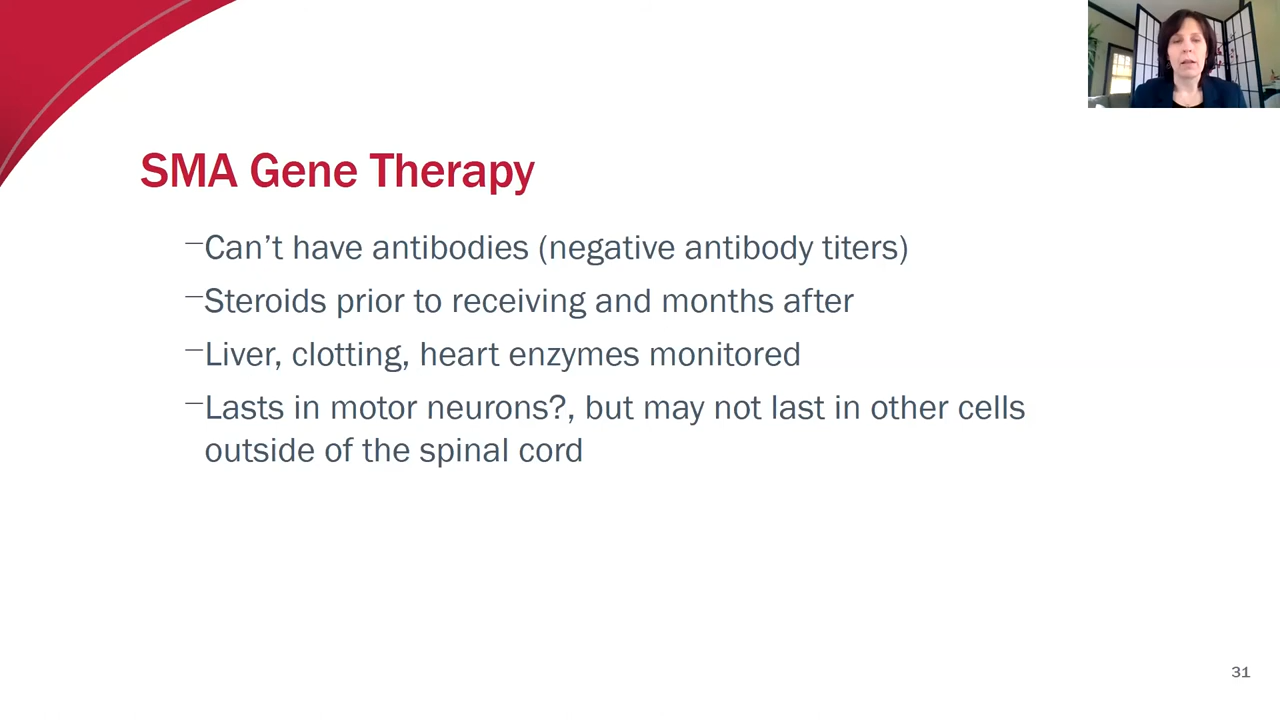 SMA Gene Therapy
—Can’t have antibodies (negative antibody titers)
—Steroids prior to receiving and months after
—Liver, clotting, heart enzymes monitored
—Lasts in motor neurons?, but may not last in other cells
outside of the spinal cord
31